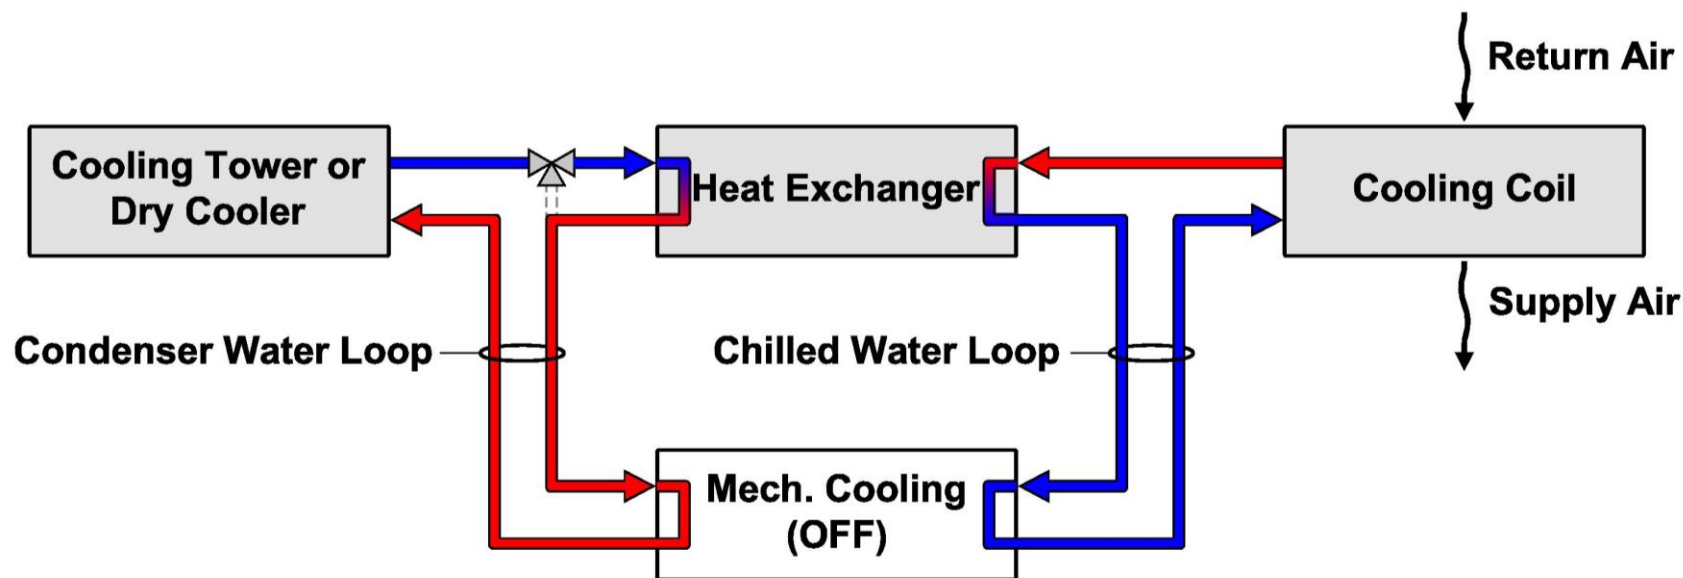 Return Air
Cooling Tower or
Dry Cooler
Heat Exchanger
Cooling Coil
Supply Air
Condenser Water Loop
Chilled Water Loop
Mech. Cooling
(OFF)